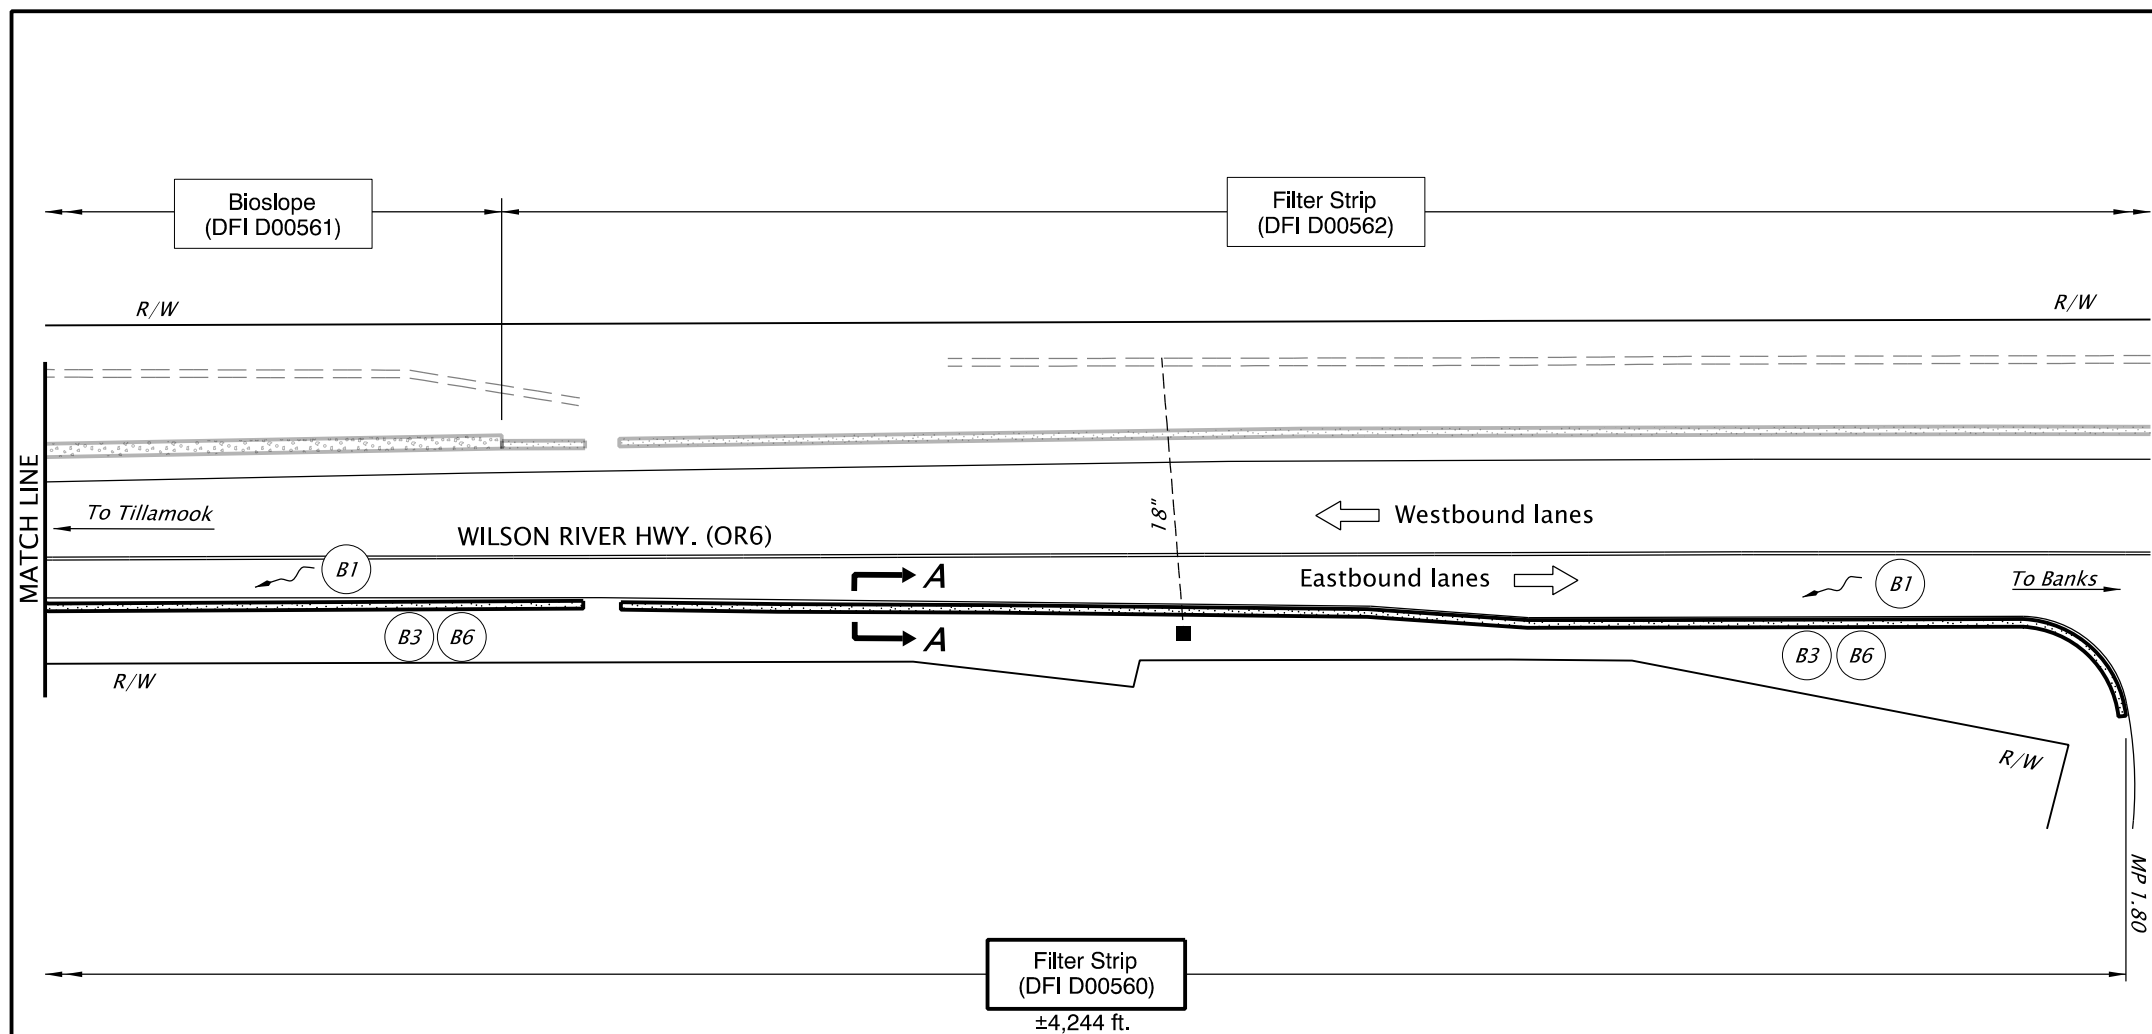 Bioslope
(DFI D00561)
Filter Strip
(DFI D00562)
R/W
R/W
MATCH LINE
To Tillamook
WILSON RIVER HWY. (OR6)
18"
Westbound lanes
B1
A
Eastbound lanes
B1
To Banks
B3
B6
A
B3
B6
R/W
R/W
MP 1.80
Filter Strip
(DFI D00560)
±4,244 ft.